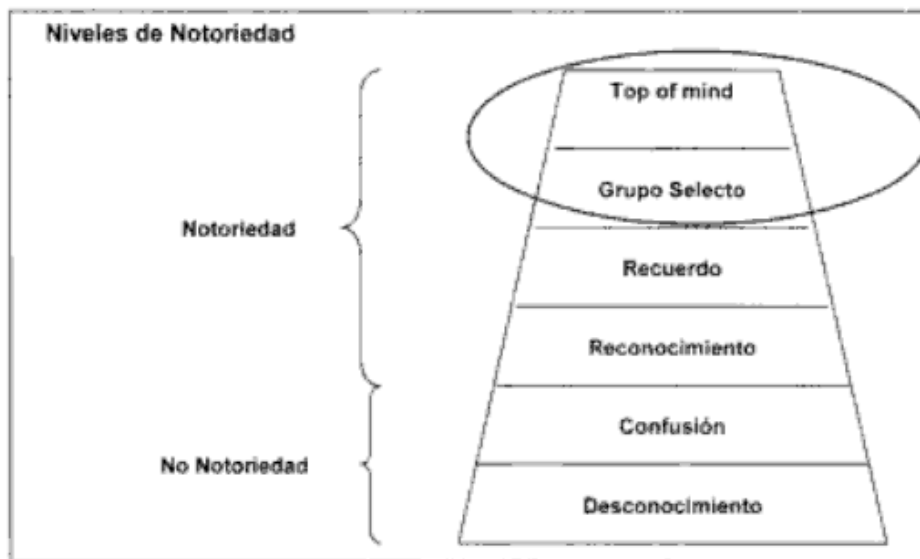 Niveles de Notoriedad
Top of mind
Grupo Selecto
Notoriedad
Recuerdo
Reconocimiento
Confusión
No Notoriedad
Desconocimiento